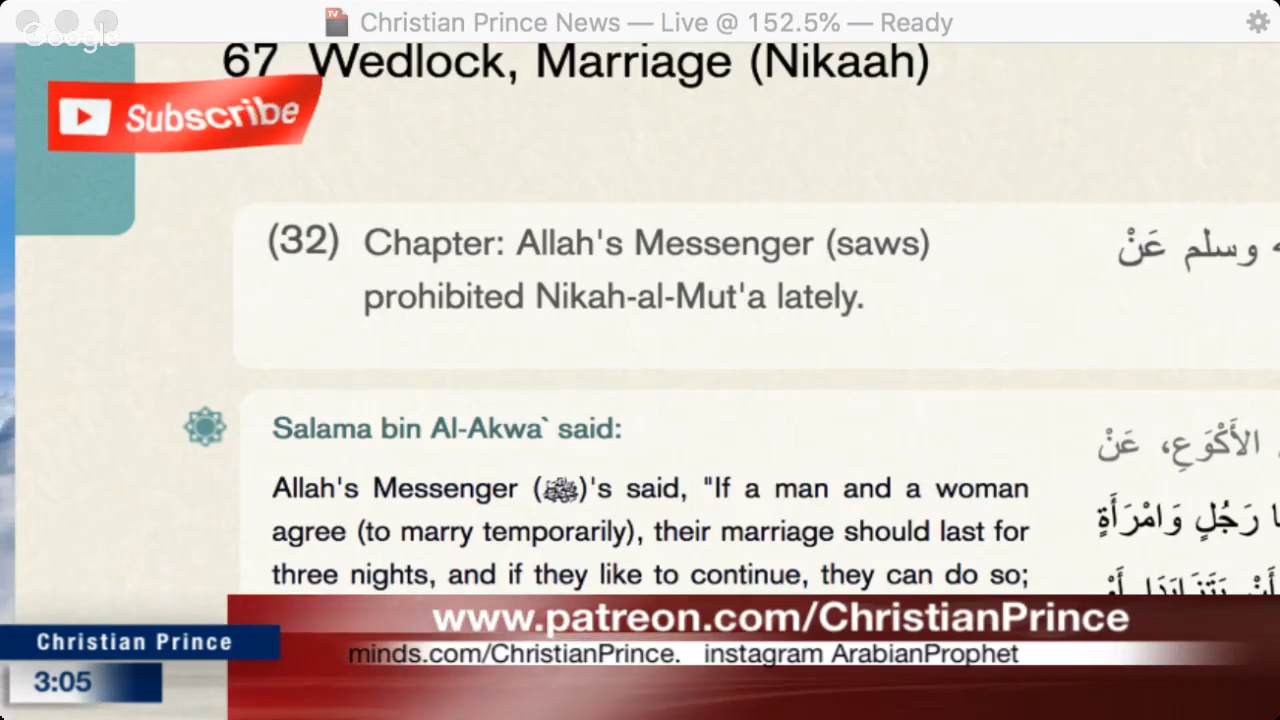 Christian Prince News — Live @ 152.5% — Ready
Google
67 Wedlock, Marriage (Nikaah)
Subscribe
(32) Chapter: Allah's Messenger (saws)
prohibited Nikah-al-Mut'a lately.
وسلم عَنْ
Salama bin Al-Akwa` said:
الأَكْوَعِ، عَنْ
Allah's Messenger (ﷺ)'s said, "If a man and a woman
agree (to marry temporarily), their marriage should last for
three nights, and if they like to continue, they can do so;
رَجُلٍ وَامْرَأَةٍ
أَنْ يَتَزَايَدَا أَوْ
www.patreon.com/ChristianPrince
Christian Prince
minds.com/ChristianPrince. instagram ArabianProphet
3:05